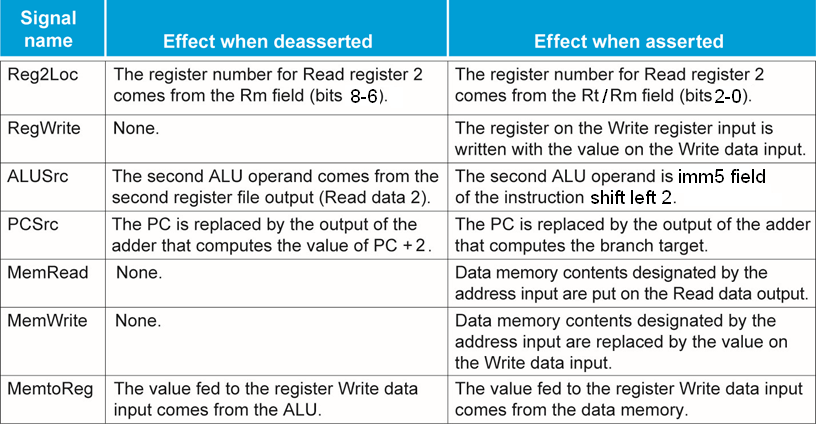 Signal
name
Effect when deasserted
Effect when asserted
Reg2Loc
The register number for Read register 2
comes from the Rm field (bits 8-6).
The register number for Read register 2
comes from the Rt/Rm field (bits 2-0).
RegWrite
None.
The register on the Write register input is
written with the value on the Write data input.
ALUSrc
The second ALU operand comes from the
second register file output (Read data 2).
The second ALU operand is imm5 field
of the instruction shift left 2.
PCSrc
The PC is replaced by the output of the
adder that computes the value of PC + 2.
The PC is replaced by the output of the adder
that computes the branch target.
MemRead
None.
Data memory contents designated by the
address input are put on the Read data output.
MemWrite
None.
Data memory contents designated by the
address input are replaced by the value on
the Write data input.
MemtoReg
The value fed to the register Write data
input comes from the ALU.
The value fed to the register Write data input
comes from the data memory.